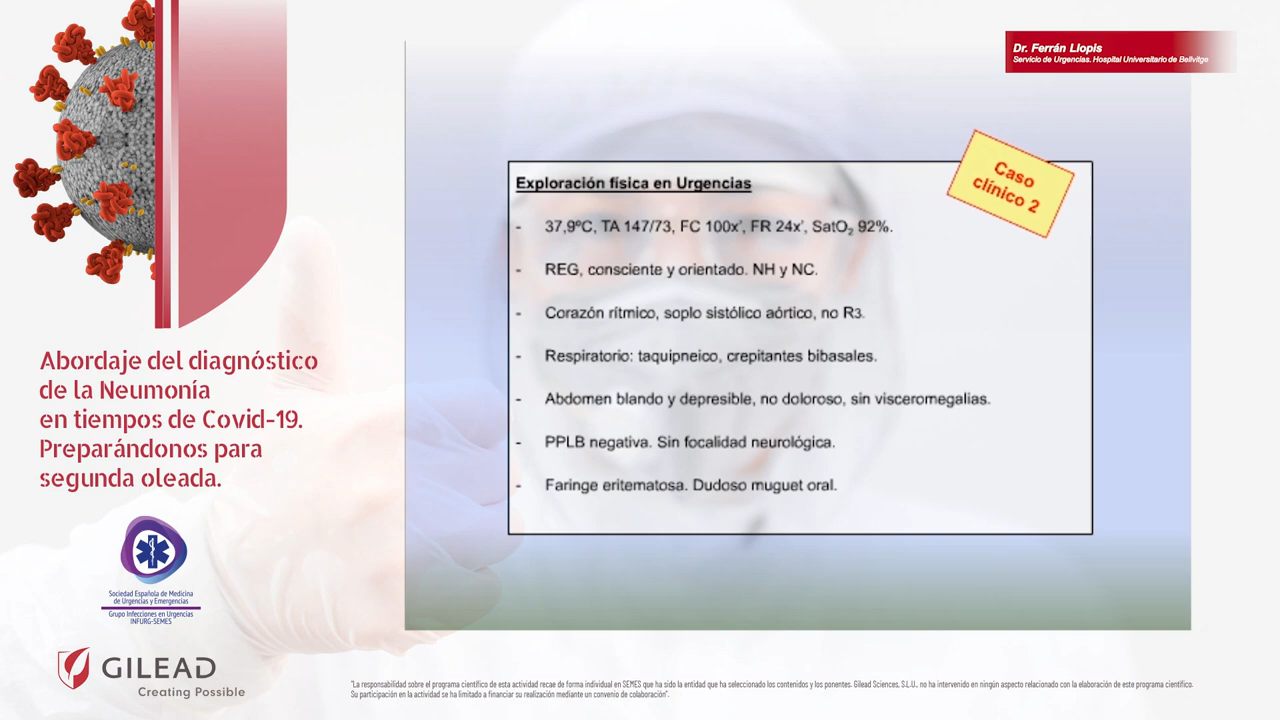 Dr. Ferrán Llopis
Servicio de Urgencias. Hospital Universitario de Bellvitge
Caso
clínico 2
Exploración física en Urgencias
- 37,9ºC, TA 147/73, FC 100x', FR 24x', SatO₂ 92%.
- REG, consciente y orientado. NH y NC.
- Corazón rítmico, soplo sistólico aórtico, no R3.
- Respiratorio: taquipneico, crepitantes bibasales.
- Abdomen blando y depresible, no doloroso, sin visceromegalias.
- PPLB negativa. Sin focalidad neurológica.
- Faringe eritematosa. Dudoso muguet oral.
Abordaje del diagnóstico
de la Neumonía
en tiempos de Covid-19.
Preparándonos para
segunda oleada.
Sociedad Española de Medicina
de Urgencias y Emergencias
Grupo Infecciones en Urgencias
INFURG-SEMES
GILEAD
Creating Possible
"La responsabilidad sobre el programa científico de esta actividad recae de forma individual en SEMES que ha sido la entidad que ha seleccionado los contenidos y los ponentes. Gilead Sciences, S.L.U., no ha intervenido en ningún aspecto relacionado con la elaboración de este programa científico.
Su participación en la actividad se ha limitado a financiar su realización mediante un convenio de colaboración".